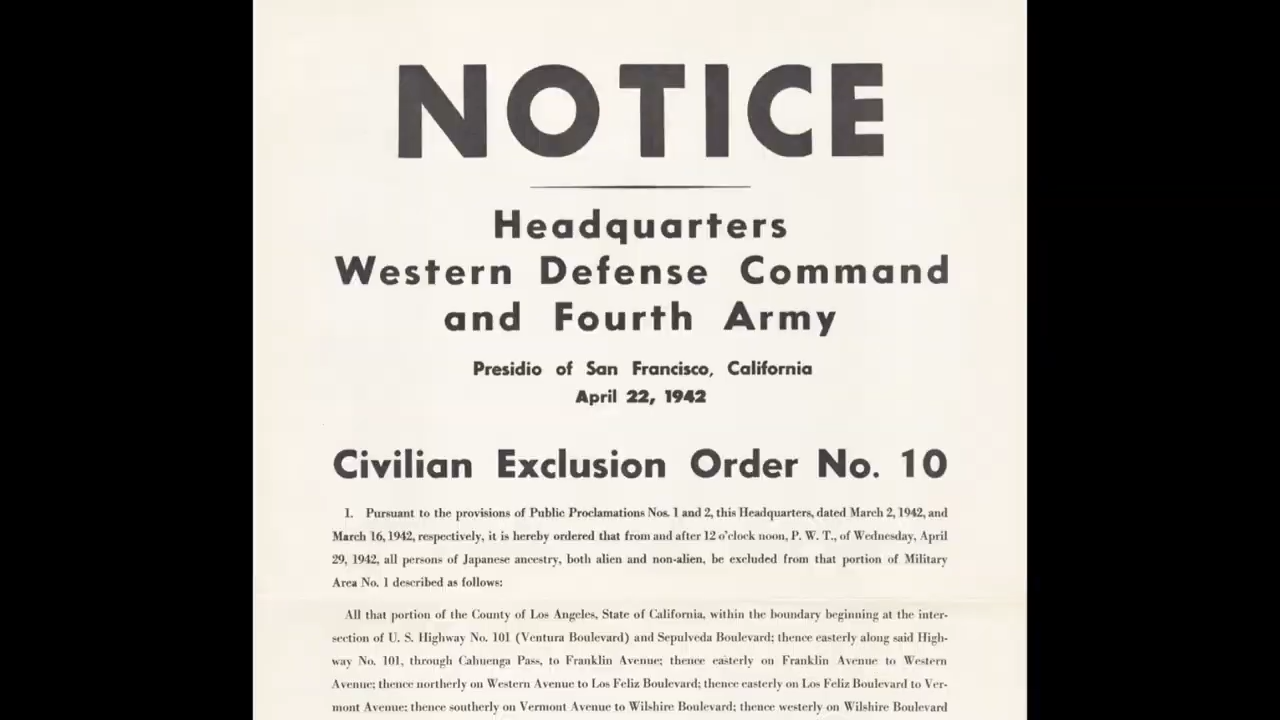 NOTICE
Headquarters
Western Defense Command
and Fourth Army
Presidio of San Francisco, California
April 22, 1942
Civilian Exclusion Order No. 10
1. Pursuant to the provisions of Public Proclamations Nos. 1 and 2, this Headquarters, dated March 2, 1942, and
March 16, 1942, respectively, it is hereby ordered that from and after 12 o'clock noon, P. W. T., of Wednesday, April
29, 1942, all persons of Japanese ancestry, both alien and non-alien, be excluded from that portion of Military
Area No. 1 described as follows:
All that portion of the County of Los Angeles, State of California, within the boundary beginning at the inter-
section of U. S. Highway No. 101 (Ventura Boulevard) and Sepulveda Boulevard; thence easterly along said High-
way No. 101, through Cahuenga Pass, to Franklin Avenue; thence easterly on Franklin Avenue to Western
Avenue; thence northerly on Western Avenue to Los Feliz Boulevard; thence easterly on Los Feliz Boulevard to Ver-
mont Avenue; thence southerly on Vermont Avenue to Wilshire Boulevard; thence westerly on Wilshire Boulevard